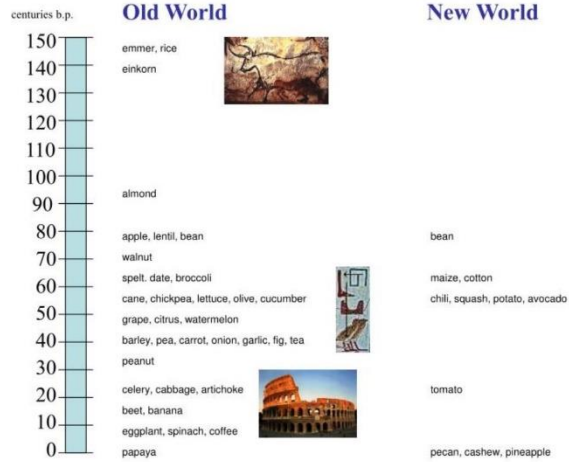 centuries b.p. Old World New World
150 emmer, rice
140 einkorn
130
120
110
100
almond
90
80 apple, lentil, bean bean
70 walnut
spelt. date, broccoli maize, cotton
60
cane, chickpea, lettuce, olive, cucumber chili, squash, potato, avocado
50 grape, citrus, watermelon
40 barley, pea, carrot, onion, garlic, fig, tea
peanut
30
20 celery, cabbage, artichoke tomato
beet, banana
10
eggplant, spinach, coffee
0 papaya pecan, cashew, pineapple